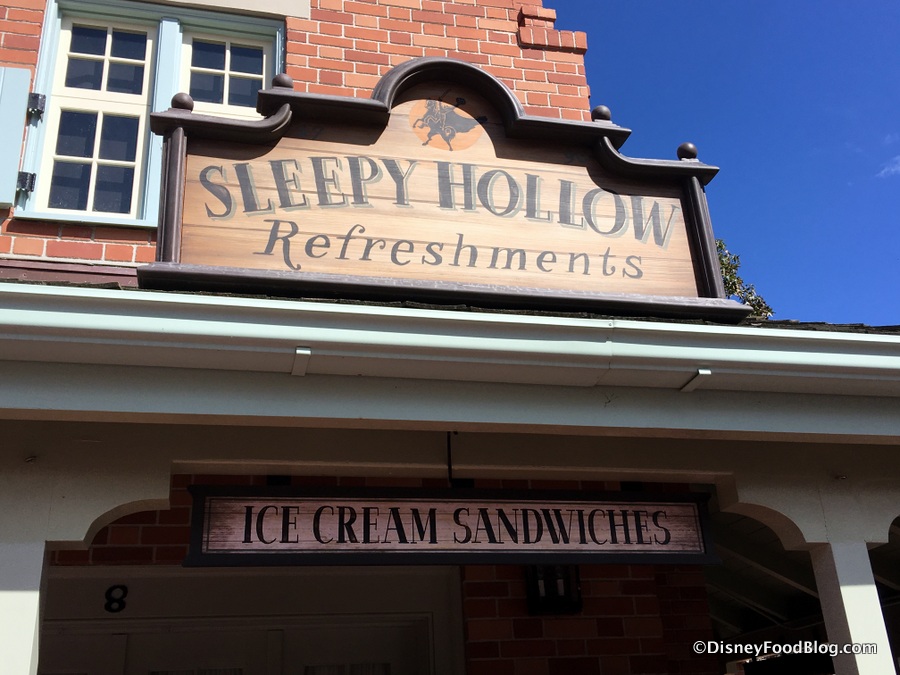 SLEEPY HOLLOW
Refreshments
ICE CREAM SANDWICHES
8
©DisneyFoodBlog.com